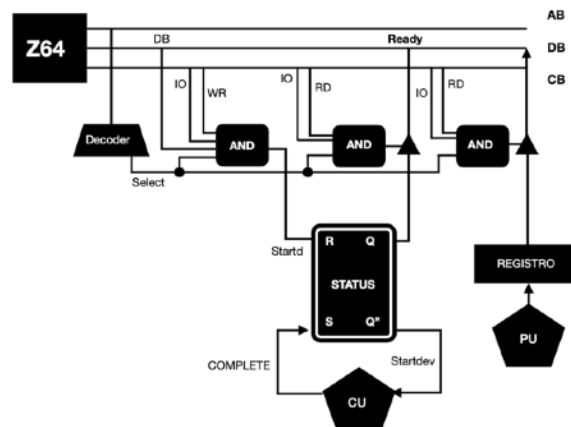 AB
Z64
DB
Ready
DB
CB
IO
WR
IO
RD
IO
RD
Decoder
AND
AND
AND
Select
R
Q
Startd
STATUS
REGISTRO
S
Q"
PU
COMPLETE
Startdev
CU